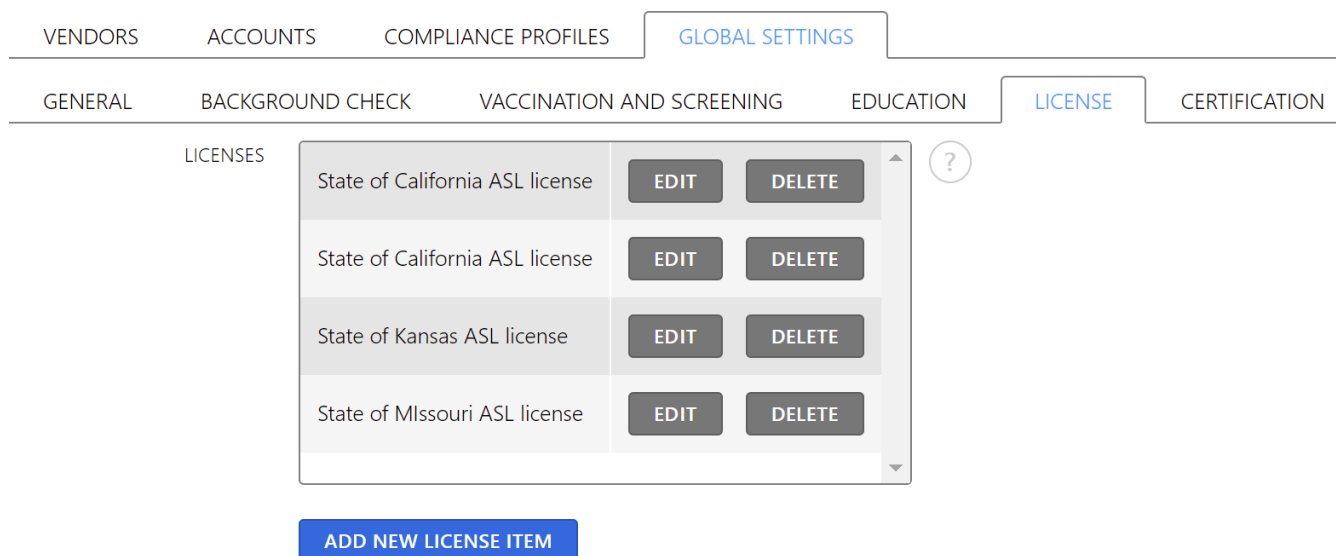 VENDORS ACCOUNTS COMPLIANCE PROFILES GLOBAL SETTINGS
GENERAL BACKGROUND CHECK VACCINATION AND SCREENING EDUCATION LICENSE CERTIFICATION
LICENSES
State of California ASL license EDIT DELETE ?
State of California ASL license EDIT DELETE
State of Kansas ASL license EDIT DELETE
State of MIssouri ASL license EDIT DELETE
ADD NEW LICENSE ITEM